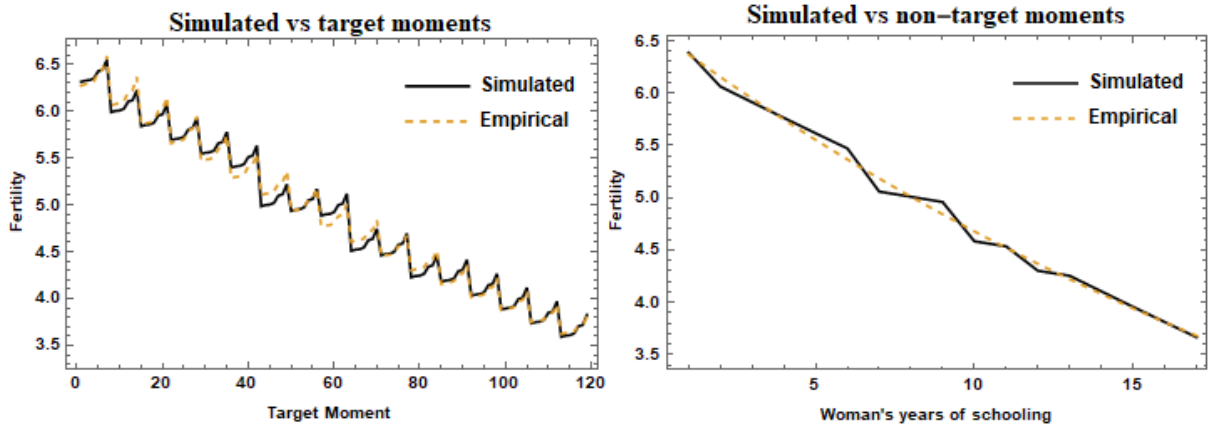 Simulated vs target moments
Simulated
Empirical
Fertility
6.5
6.0
5.5
5.0
4.5
4.0
3.5
0 20 40 60 80 100 120
Target Moment
Simulated vs non-target moments
Simulated
Empirical
Fertility
6.5
6.0
5.5
5.0
4.5
4.0
3.5
5 10 15
Woman's years of schooling